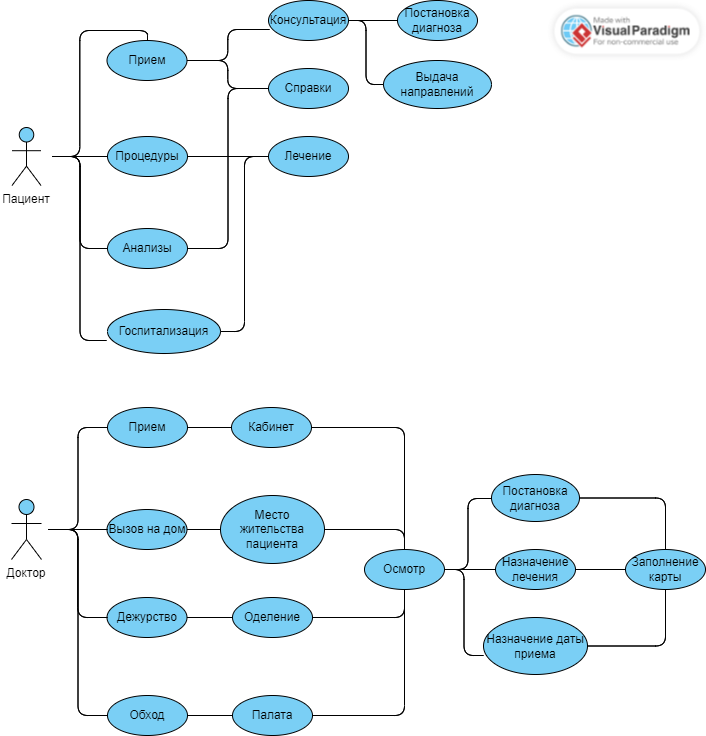 Консультация
Постановка
диагноза
Made with
VisualParadigm
For non-commercial use
Прием
Справки
Выдача
направлений
Процедуры
Лечение
Пациент
Анализы
Госпитализация
Прием
Кабинет
Постановка
диагноза
Вызов на дом
Место
жительства
пациента
Доктор
Осмотр
Назначение
лечения
Заполнение
карты
Дежурство
Оделение
Назначение даты
приема
Обход
Палата